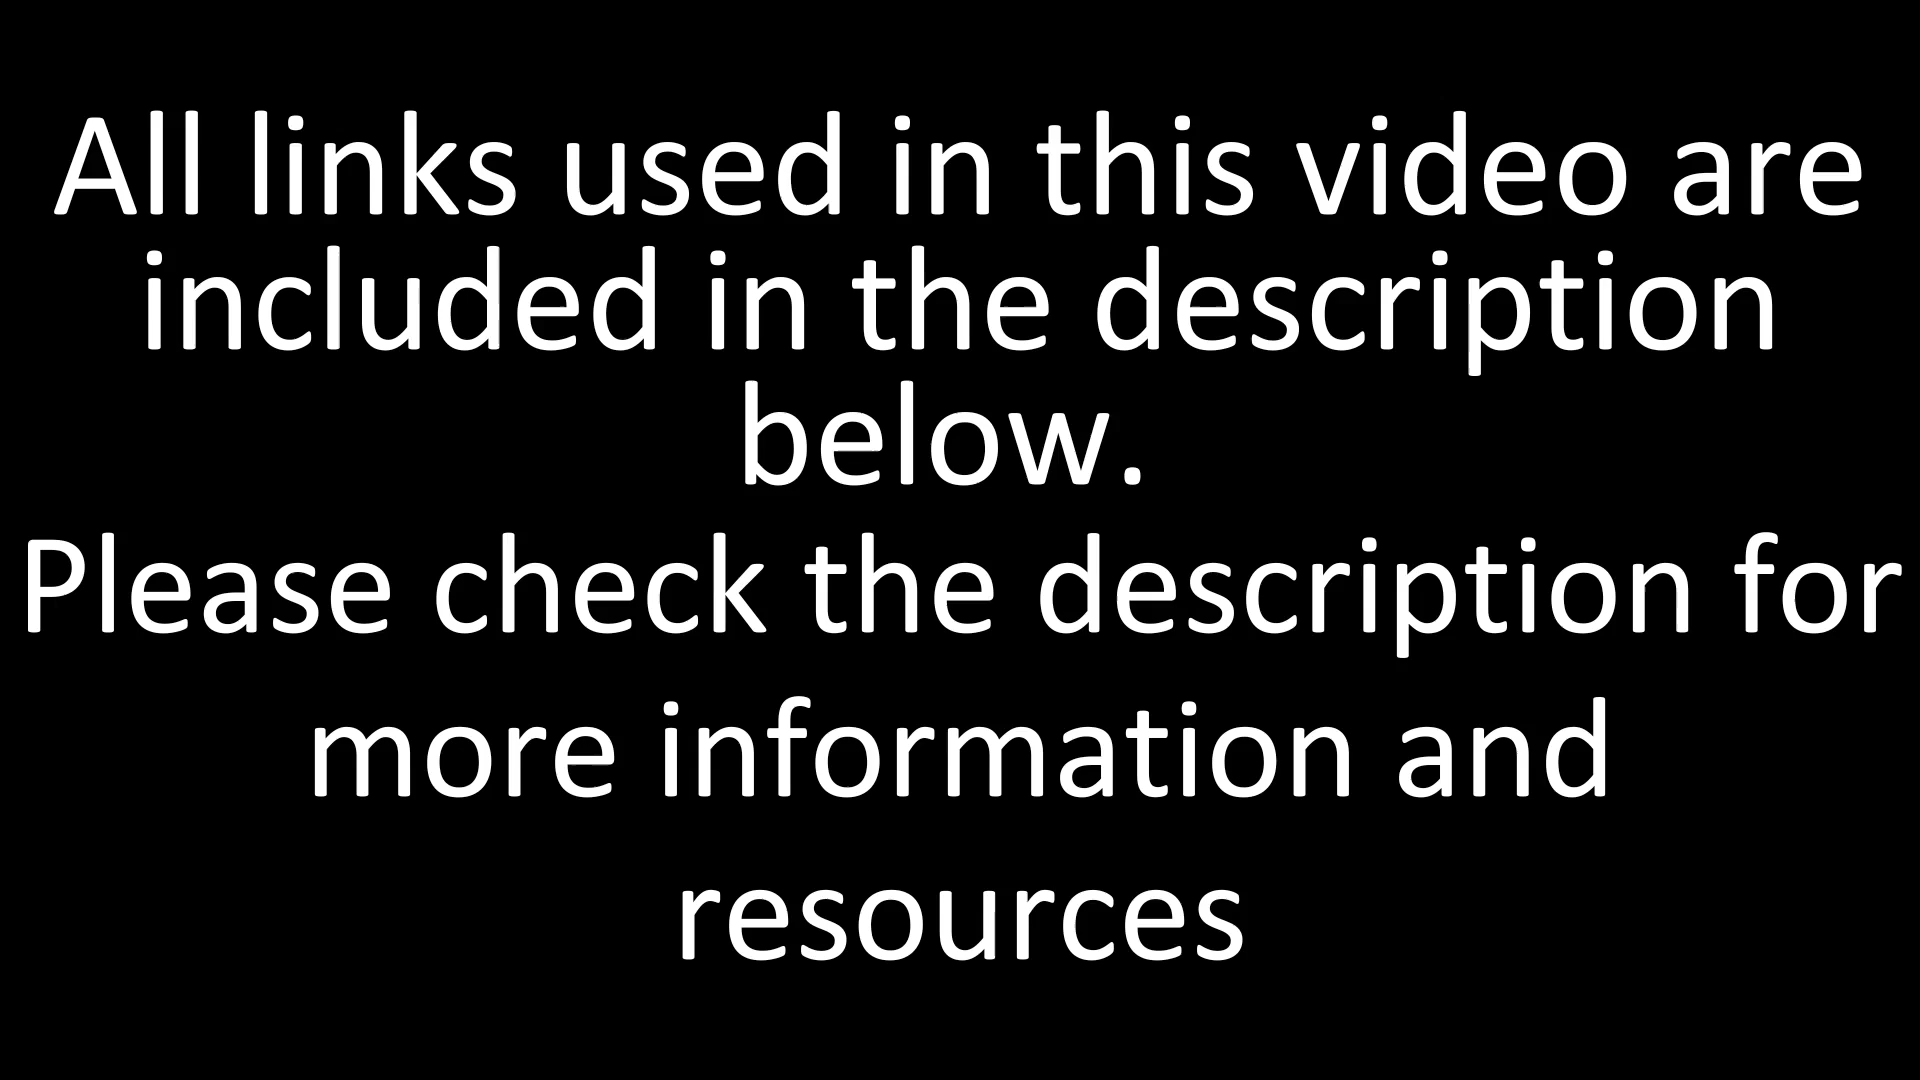 All links used in this video are
included in the description
below.
Please check the description for
more information and
resources